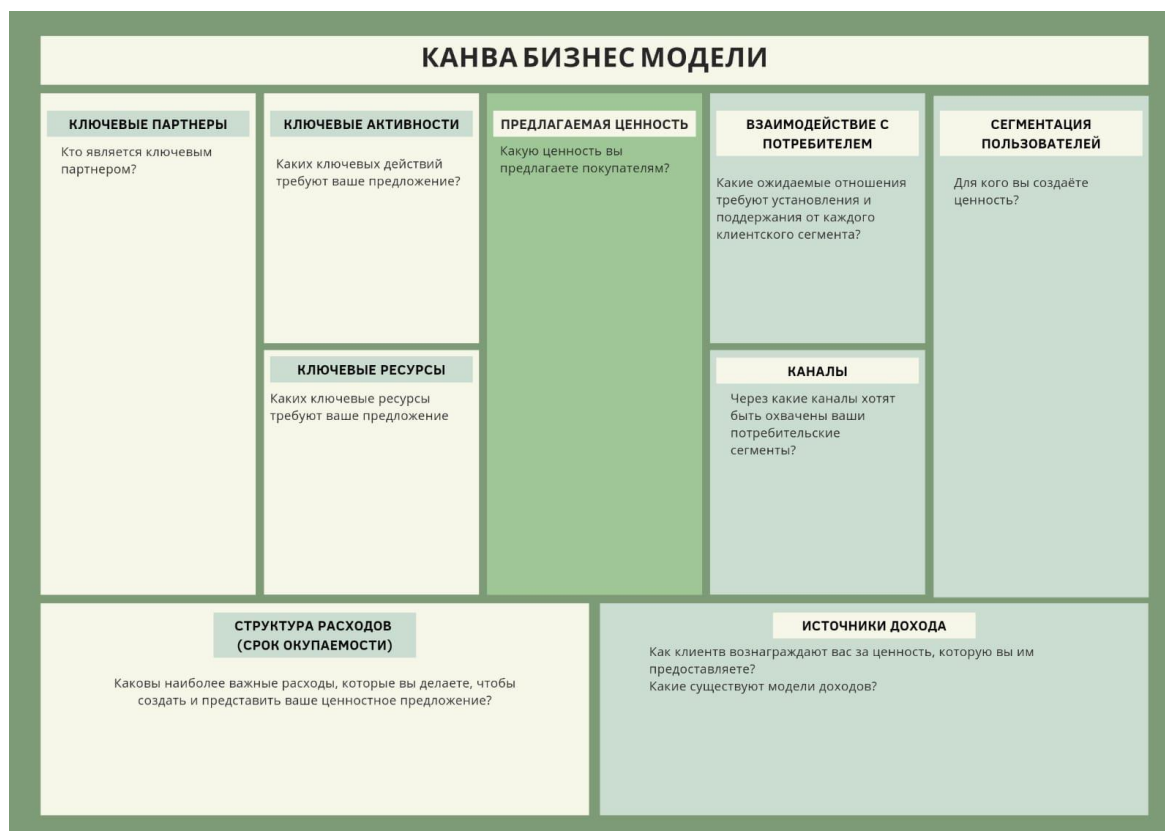 КАНВА БИЗНЕС МОДЕЛИ
КЛЮЧЕВЫЕ ПАРТНЕРЫ
Кто является ключевым
партнером?
КЛЮЧЕВЫЕ АКТИВНОСТИ
Каких ключевых действий
требуют ваше предложение?
КЛЮЧЕВЫЕ РЕСУРСЫ
Каких ключевые ресурсы
требуют ваше предложение
ПРЕДЛАГАЕМАЯ ЦЕННОСТЬ
Какую ценность вы
предлагаете покупателям?
ВЗАИМОДЕЙСТВИЕ С
ПОТРЕБИТЕЛЕМ
Какие ожидаемые отношения
требуют установления и
поддержания от каждого
клиентского сегмента?
КАНАЛЫ
Через какие каналы хотят
быть охвачены ваши
потребительские
сегменты?
СЕГМЕНТАЦИЯ
ПОЛЬЗОВАТЕЛЕЙ
Для кого вы создаёте
ценность?
СТРУКТУРА РАСХОДОВ
(СРОК ОКУПАЕМОСТИ)
Каковы наиболее важные расходы, которые вы делаете, чтобы
создать и представить ваше ценностное предложение?
ИСТОЧНИКИ ДОХОДА
Как клиентв вознаграждают вас за ценность, которую вы им
предоставляете?
Какие существуют модели доходов?